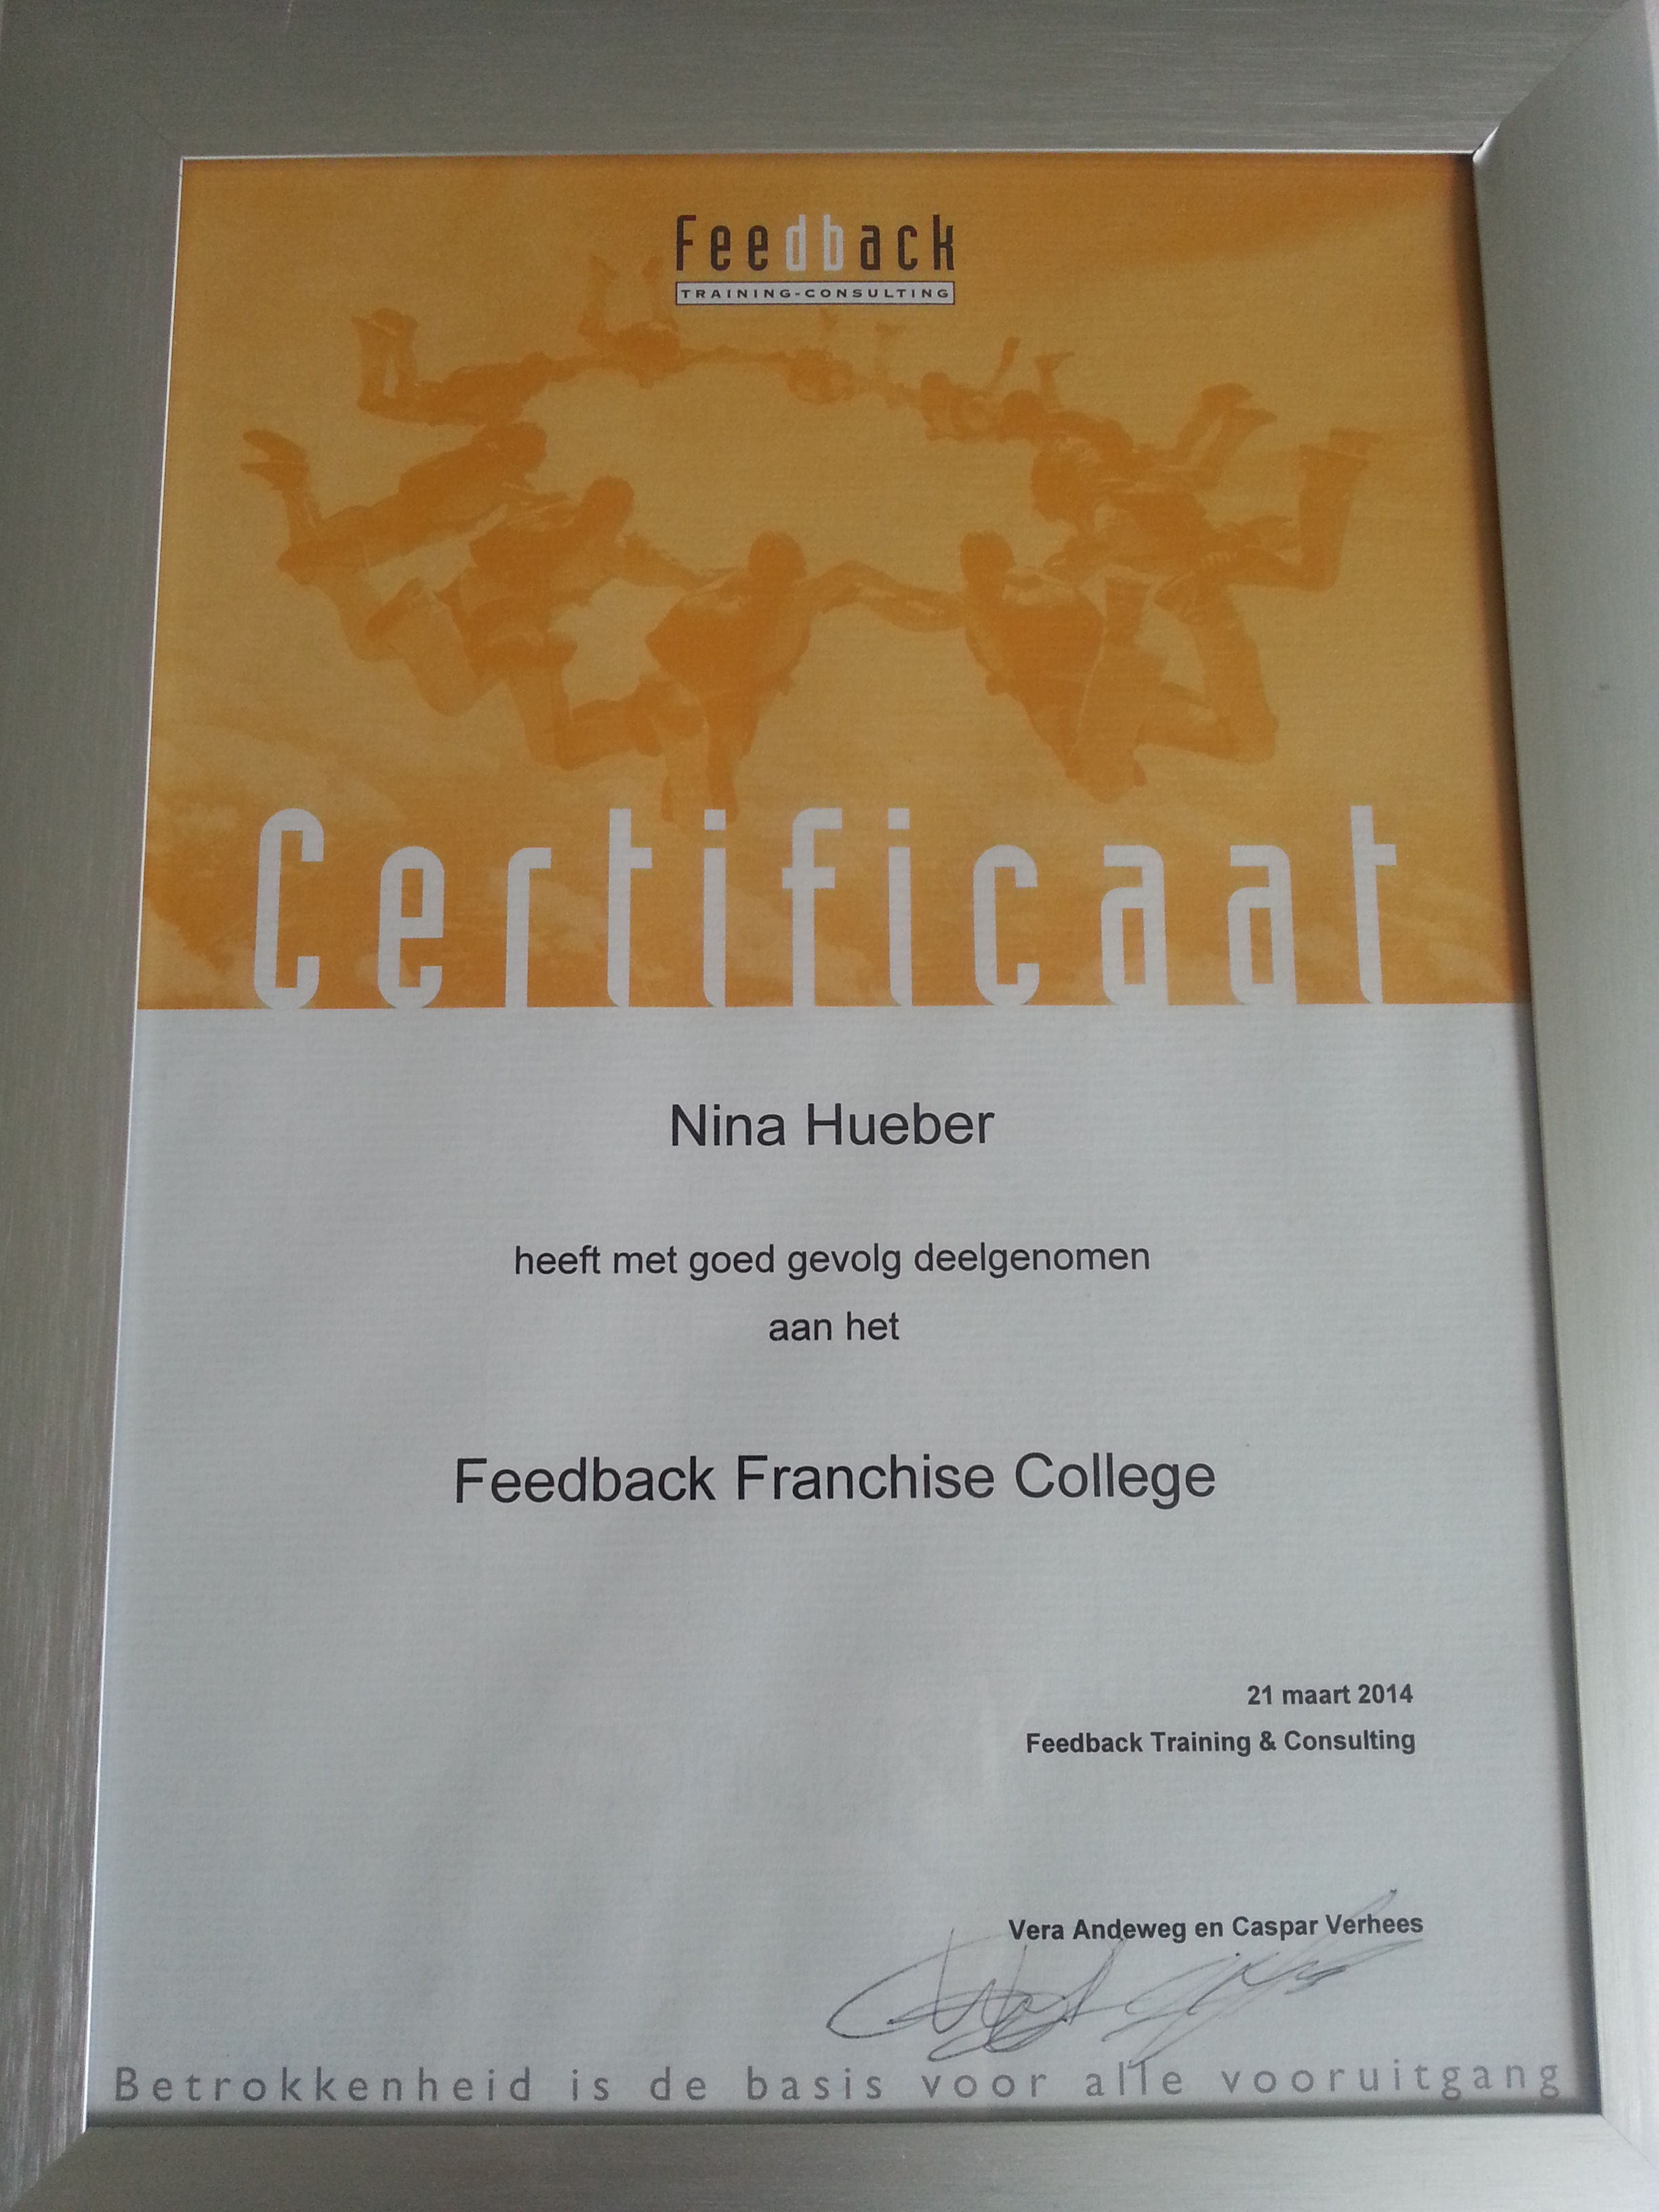 Feedback
TRAINING-CONSULTING
Certificaat
Nina Hueber
heeft met goed gevolg deelgenomen
aan het
Feedback Franchise College
21 maart 2014
Feedback Training & Consulting
Vera Andeweg en Caspar Verhees
Betrokkenheid is de basis voor alle vooruitgang